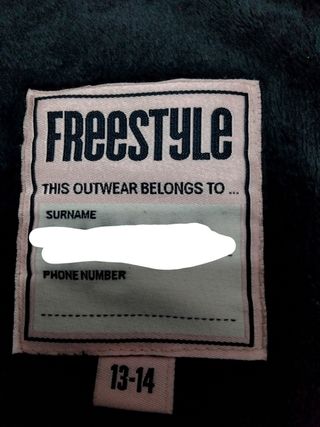 FReeSTyLe
THIS OUTWEAR BELONGS TO ...
SURNAME
PHONE NUMBER
13-14